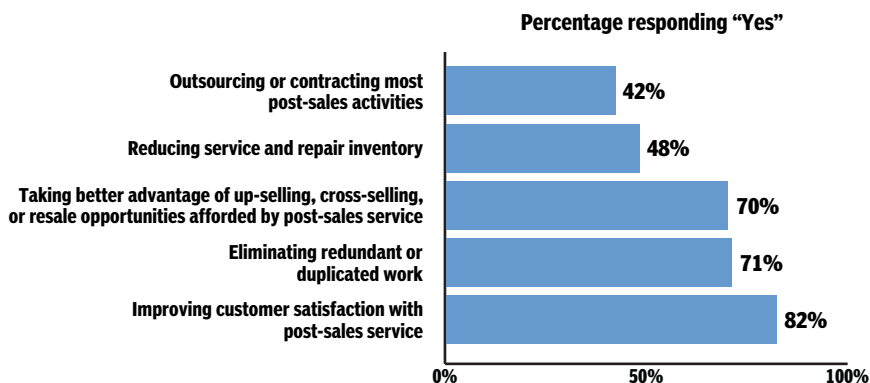 Percentage responding “Yes”
Outsourcing or contracting most
post-sales activities
42%
Reducing service and repair inventory
48%
Taking better advantage of up-selling, cross-selling,
or resale opportunities afforded by post-sales service
70%
Eliminating redundant or
duplicated work
71%
Improving customer satisfaction with
post-sales service
82%
0%
50%
100%